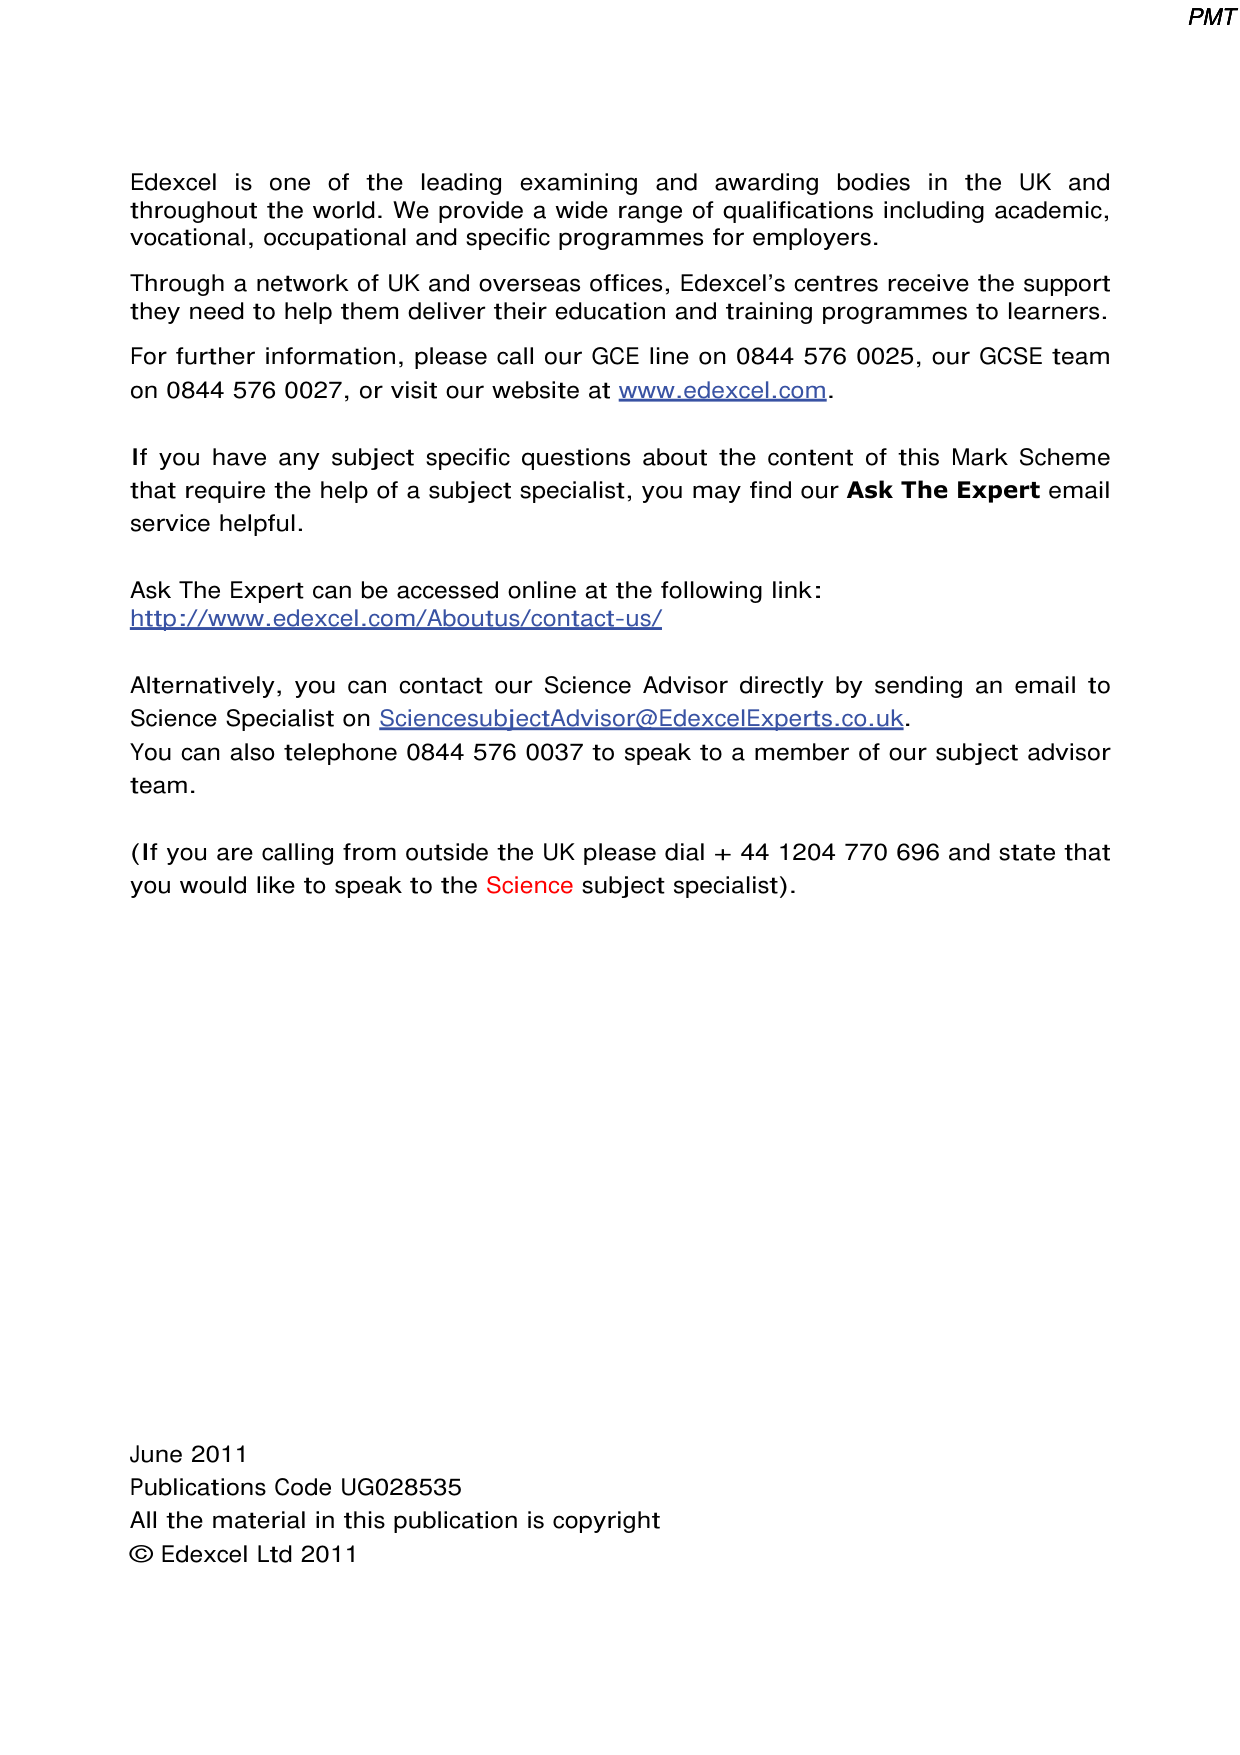 PMT
Edexcel is one of the leading examining and awarding bodies in the UK and
throughout the world. We provide a wide range of qualifications including academic,
vocational, occupational and specific programmes for employers.
Through a network of UK and overseas offices, Edexcel’s centres receive the support
they need to help them deliver their education and training programmes to learners.
For further information, please call our GCE line on 0844 576 0025, our GCSE team
on 0844 576 0027, or visit our website at www.edexcel.com.
If you have any subject specific questions about the content of this Mark Scheme
that require the help of a subject specialist, you may find our Ask The Expert email
service helpful.
Ask The Expert can be accessed online at the following link:
http://www.edexcel.com/Aboutus/contact-us/
Alternatively, you can contact our Science Advisor directly by sending an email to
Science Specialist on SciencesubjectAdvisor@EdexcelExperts.co.uk.
You can also telephone 0844 576 0037 to speak to a member of our subject advisor
team.
(If you are calling from outside the UK please dial + 44 1204 770 696 and state that
you would like to speak to the Science subject specialist).
June 2011
Publications Code UG028535
All the material in this publication is copyright
© Edexcel Ltd 2011